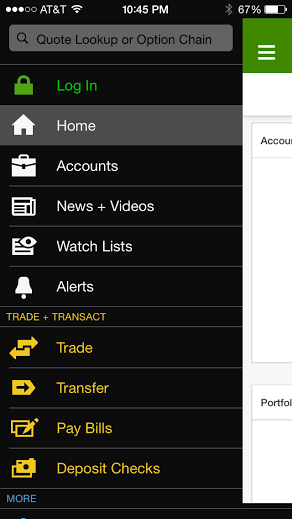 AT&T 10:45 PM 67%
Quote Lookup or Option Chain
Log In
Home
Accoun
Accounts
News + Videos
Watch Lists
Alerts
TRADE + TRANSACT
Trade
Transfer
Portfol
Pay Bills
Deposit Checks
MORE